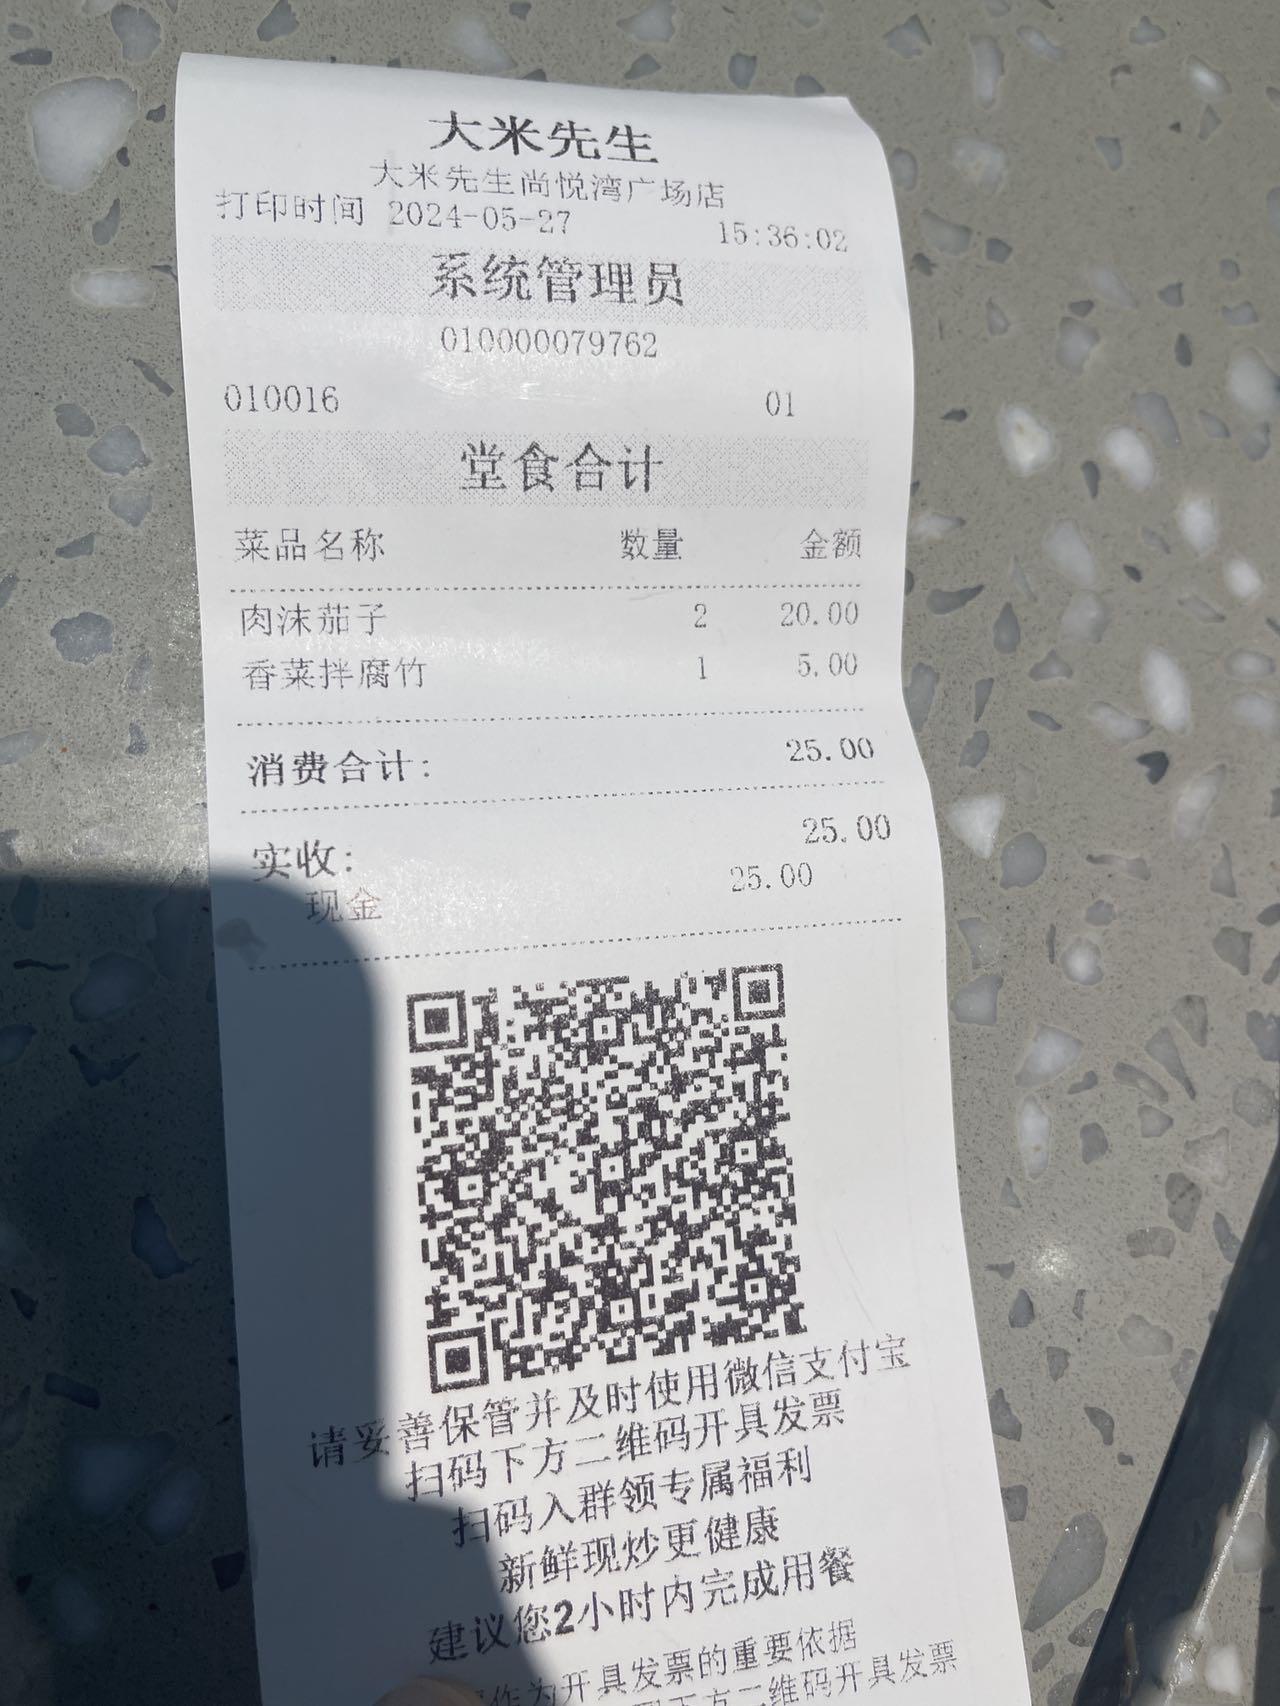 大米先生
大米先生尚悦湾广场店
打印时间 2024-05-27 15:36:02
系统管理员
010000079762
010016 01
堂食合计
菜品名称 数量 金额
肉沫茄子 2 20.00
香菜拌腐竹 1 5.00
消费合计: 25.00
实收: 25.00
现金 25.00
请妥善保管并及时使用微信支付宝
扫码下方二维码开具发票
扫码入群领专属福利
新鲜现炒更健康
建议您2小时内完成用餐
作为开具发票的重要依据
下方二维码开具发票